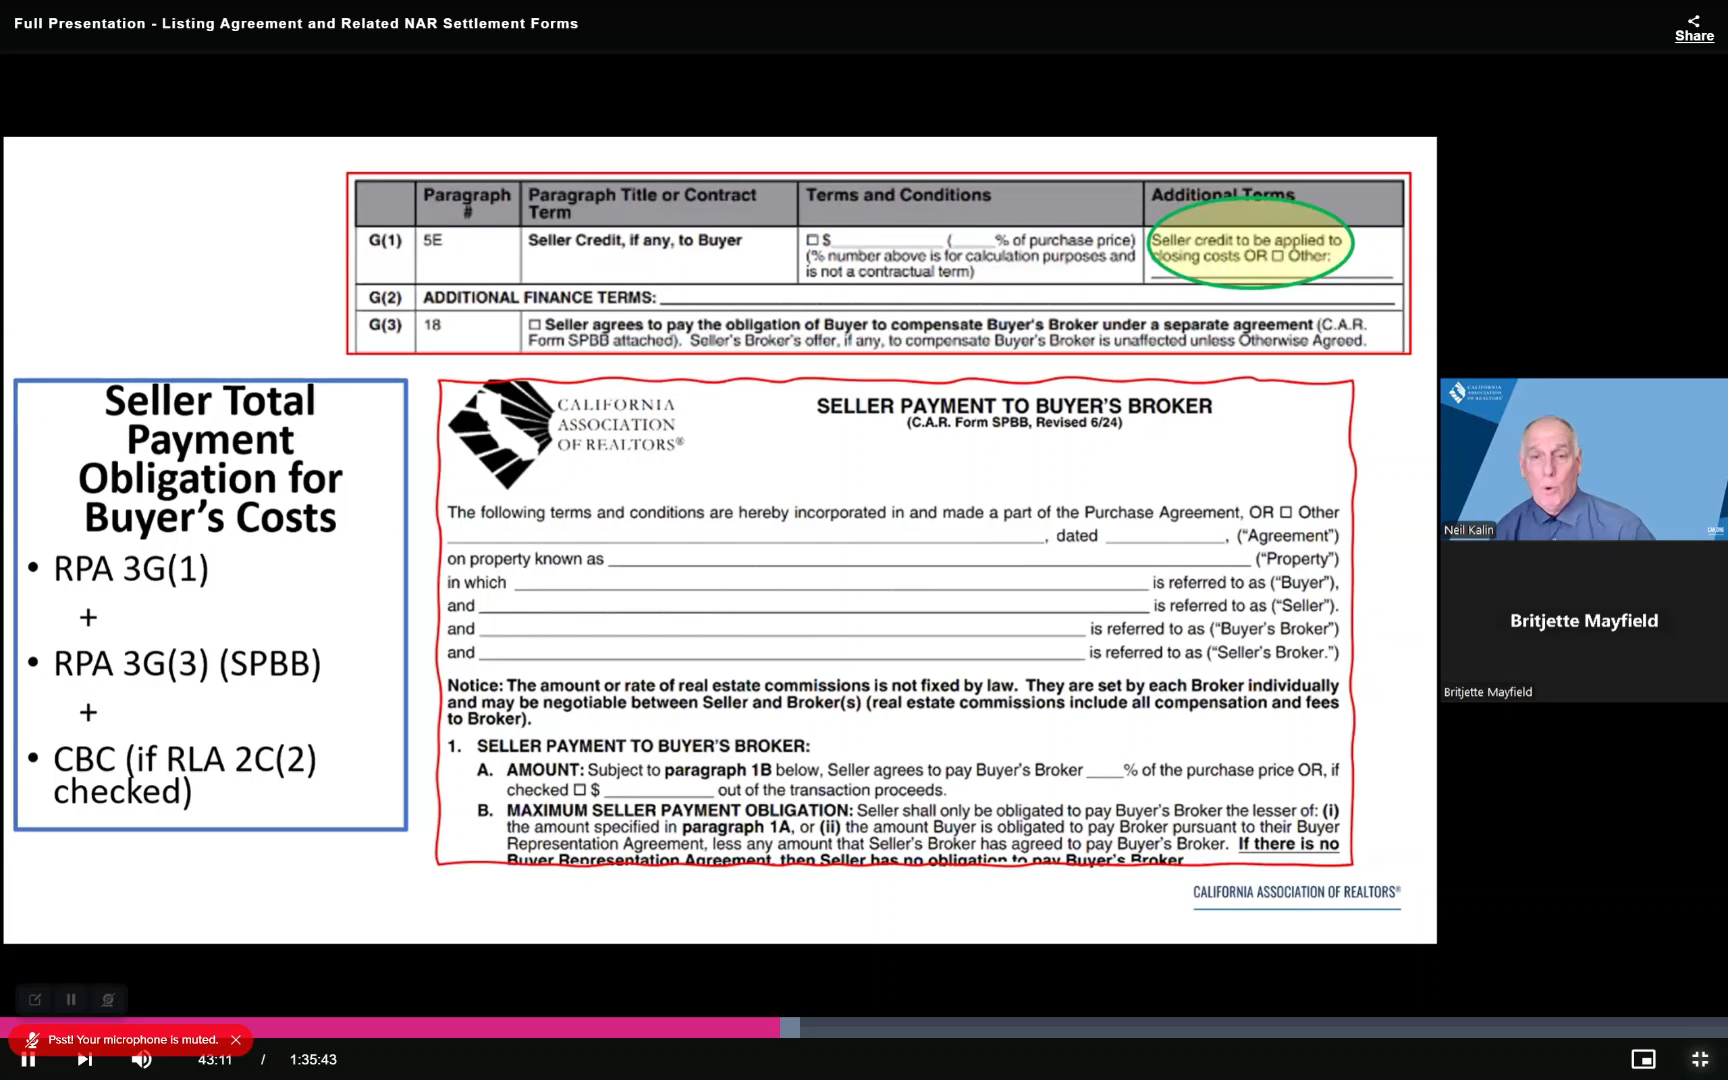 Full Presentation - Listing Agreement and Related NAR Settlement Forms
Share
Paragraph # Paragraph Title or Contract Term Terms and Conditions Additional Terms
G(1) 5E Seller Credit, if any, to Buyer ☐ $__________ (_____% of purchase price) Seller credit to be applied to
(% number above is for calculation purposes and closing costs OR ☐ Other:
is not a contractual term)
G(2) ADDITIONAL FINANCE TERMS:
G(3) 18 ☐ Seller agrees to pay the obligation of Buyer to compensate Buyer's Broker under a separate agreement (C.A.R.
Form SPBB attached). Seller's Broker's offer, if any, to compensate Buyer's Broker is unaffected unless Otherwise Agreed.
Seller Total
Payment
Obligation for
Buyer's Costs
• RPA 3G(1)
+
• RPA 3G(3) (SPBB)
+
• CBC (if RLA 2C(2)
checked)
CALIFORNIA
ASSOCIATION
OF REALTORS®
SELLER PAYMENT TO BUYER'S BROKER
(C.A.R. Form SPBB, Revised 6/24)
The following terms and conditions are hereby incorporated in and made a part of the Purchase Agreement, OR ☐ Other
, dated __________, ("Agreement")
on property known as __________ ("Property")
in which __________ is referred to as ("Buyer"),
and __________ is referred to as ("Seller").
and __________ is referred to as ("Buyer's Broker")
and __________ is referred to as ("Seller's Broker.")
Notice: The amount or rate of real estate commissions is not fixed by law. They are set by each Broker individually
and may be negotiable between Seller and Broker(s) (real estate commissions include all compensation and fees
to Broker).
1. SELLER PAYMENT TO BUYER'S BROKER:
A. AMOUNT: Subject to paragraph 1B below, Seller agrees to pay Buyer's Broker ____% of the purchase price OR, if
checked ☐ $ __________ out of the transaction proceeds.
B. MAXIMUM SELLER PAYMENT OBLIGATION: Seller shall only be obligated to pay Buyer's Broker the lesser of: (i)
the amount specified in paragraph 1A, or (ii) the amount Buyer is obligated to pay Broker pursuant to their Buyer
Representation Agreement, less any amount that Seller's Broker has agreed to pay Buyer's Broker. If there is no
Buyer Representation Agreement, then Seller has no obligation to pay Buyer's Broker
CALIFORNIA ASSOCIATION OF REALTORS®
CALIFORNIA
ASSOCIATION
OF REALTORS®
Neil Kalin
Britjette Mayfield
Britjette Mayfield
Psst! Your microphone is muted.
43:11 / 1:35:43